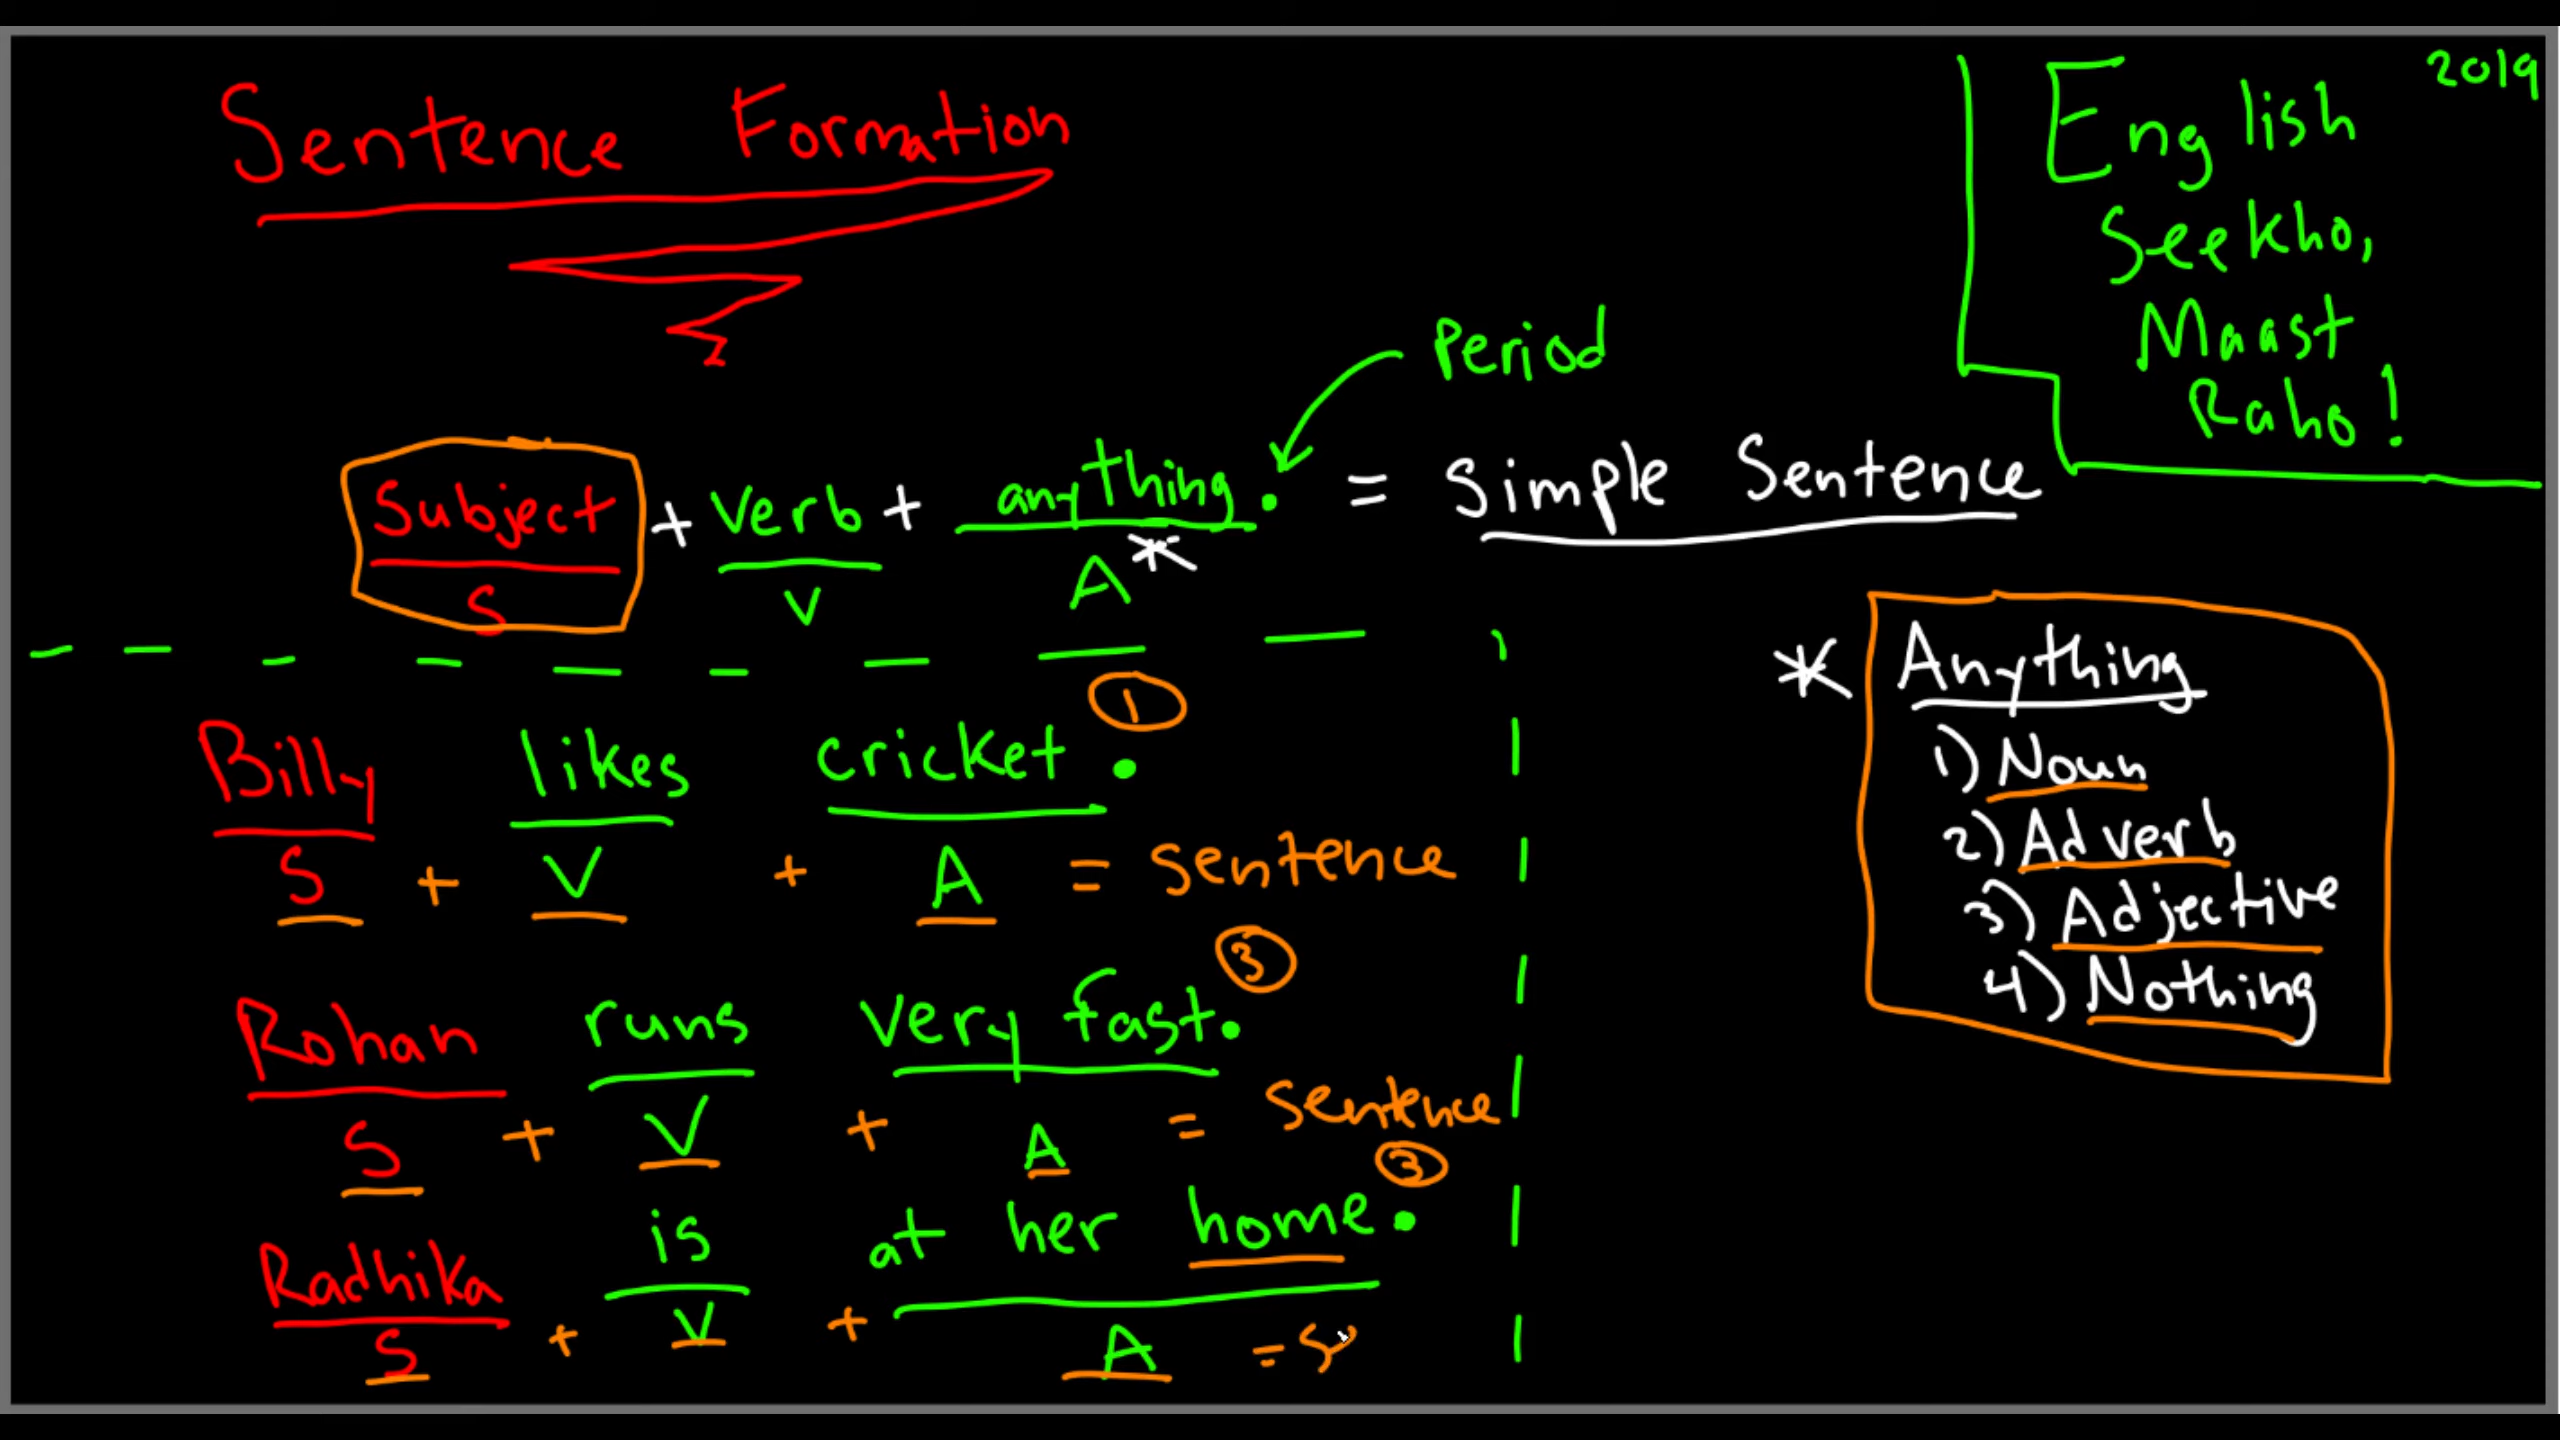 Sentence Formation
2019
English
Seekho,
Maast
Raho!
Period
Subject + Verb + anything. = Simple Sentence
S V A*
* Anything
1) Noun
2) Adverb
3) Adjective
4) Nothing
1
Billy likes cricket.
S + V + A = Sentence
3
Rohan runs very fast.
S + V + A = Sentence
3
Radhika is at her home.
S + V + A = S